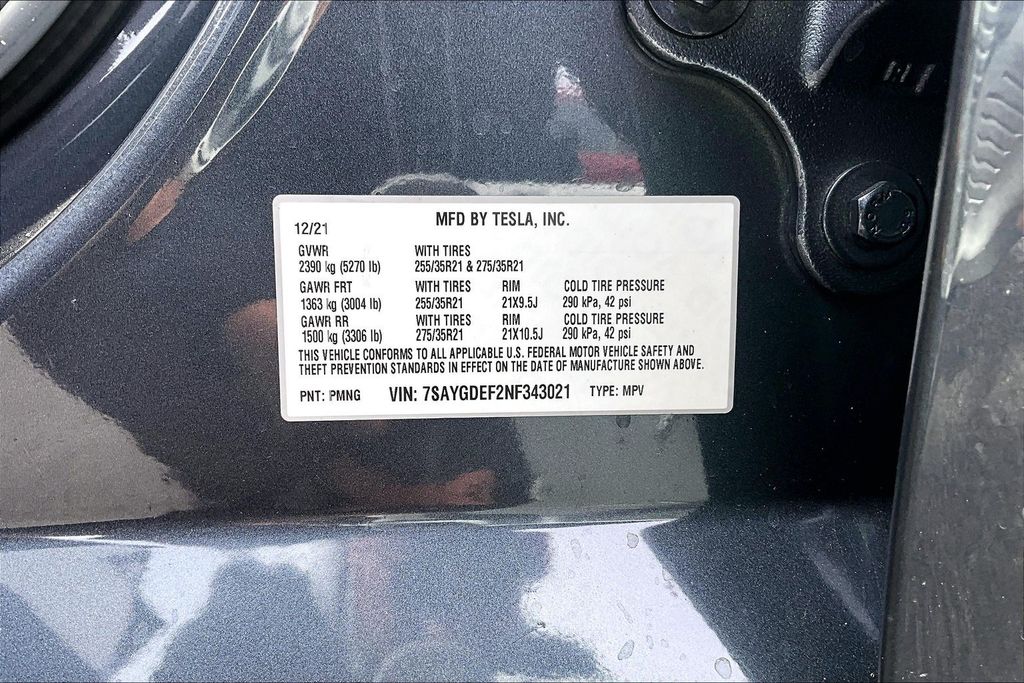 MFD BY TESLA, INC.
12/21
GVWR WITH TIRES
2390 kg (5270 lb) 255/35R21 & 275/35R21
GAWR FRT WITH TIRES RIM COLD TIRE PRESSURE
1363 kg (3004 lb) 255/35R21 21X9.5J 290 kPa, 42 psi
GAWR RR WITH TIRES RIM COLD TIRE PRESSURE
1500 kg (3306 lb) 275/35R21 21X10.5J 290 kPa, 42 psi
THIS VEHICLE CONFORMS TO ALL APPLICABLE U.S. FEDERAL MOTOR VEHICLE SAFETY AND
THEFT PREVENTION STANDARDS IN EFFECT ON THE DATE OF MANUFACTURE SHOWN ABOVE.
PNT: PMNG VIN: 7SAYGDEF2NF343021 TYPE: MPV